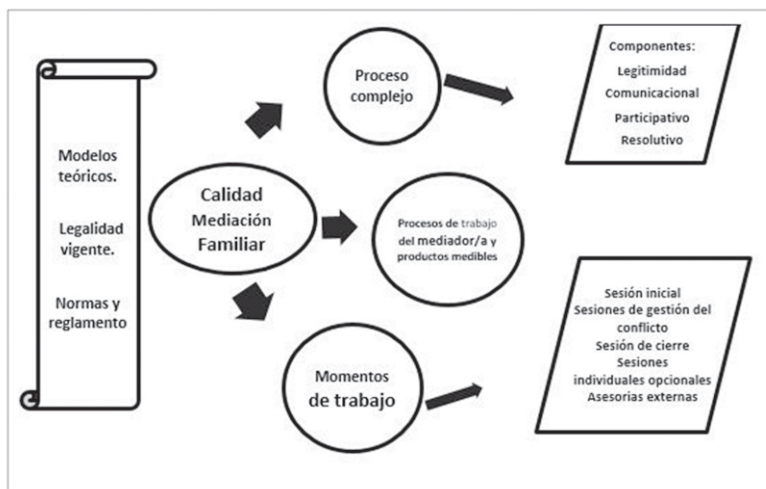 Modelos
teóricos.
Legalidad
vigente.
Normas y
reglamento
Calidad
Mediación
Familiar
Proceso
complejo
Procesos de trabajo
del mediador/a y
productos medibles
Momentos
de trabajo
Componentes:
Legitimidad
Comunicacional
Participativo
Resolutivo
Sesión inicial
Sesiones de gestión del
conflicto
Sesión de cierre
Sesiones
individuales opcionales
Asesorias externas